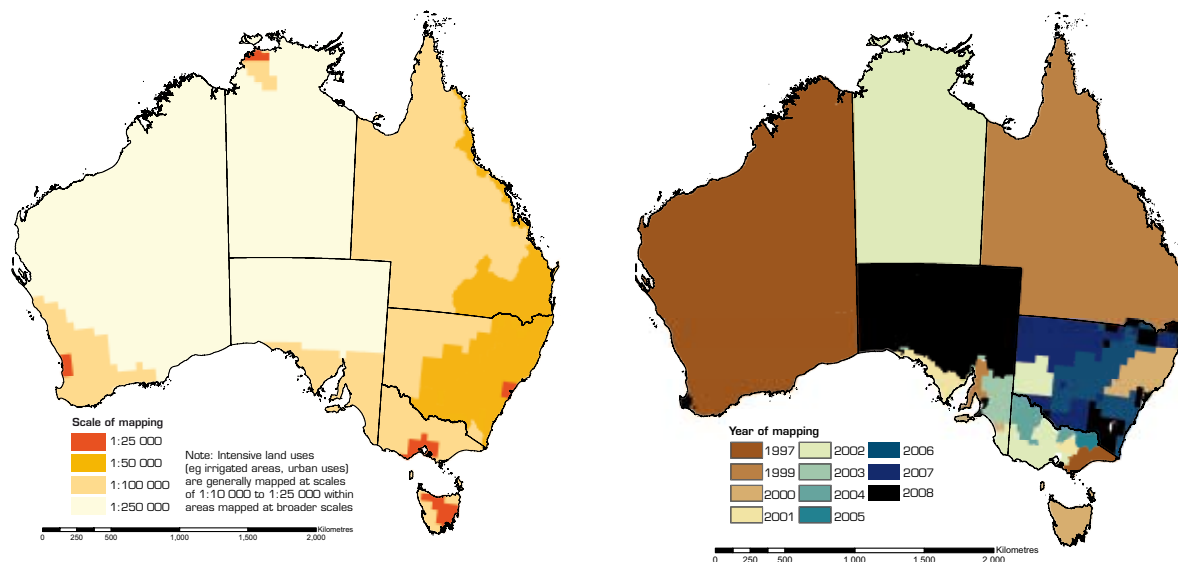 Scale of mapping
1:25 000
1:50 000
1:100 000
1:250 000
Note: Intensive land uses
(eg irrigated areas, urban uses)
are generally mapped at scales
of 1:10 000 to 1:25 000 within
areas mapped at broader scales
0 250 500 1,000 1,500 2,000 Kilometres
Year of mapping
1997
1999
2000
2001
2002
2003
2004
2005
2006
2007
2008
0 250 500 1,000 1,500 2,000 Kilometres